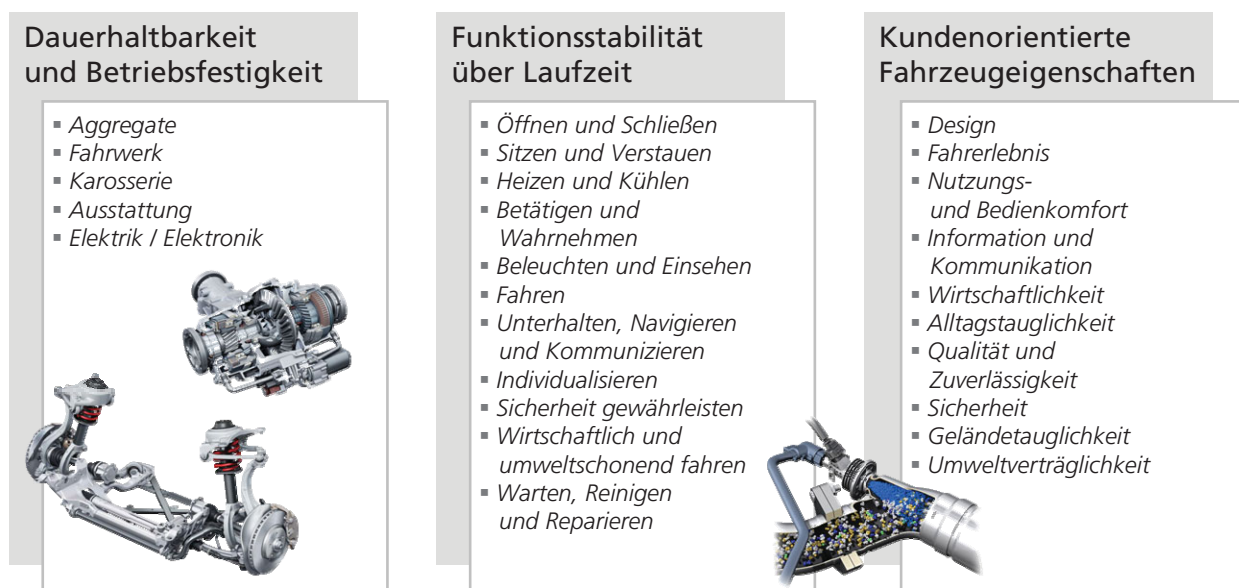 Dauerhaltbarkeit
und Betriebsfestigkeit
▪ Aggregate
▪ Fahrwerk
▪ Karosserie
▪ Ausstattung
▪ Elektrik / Elektronik
Funktionsstabilität
über Laufzeit
▪ Öffnen und Schließen
▪ Sitzen und Verstauen
▪ Heizen und Kühlen
▪ Betätigen und
Wahrnehmen
▪ Beleuchten und Einsehen
▪ Fahren
▪ Unterhalten, Navigieren
und Kommunizieren
▪ Individualisieren
▪ Sicherheit gewährleisten
▪ Wirtschaftlich und
umweltschonend fahren
▪ Warten, Reinigen
und Reparieren
Kundenorientierte
Fahrzeugeigenschaften
▪ Design
▪ Fahrerlebnis
▪ Nutzungs-
und Bedienkomfort
▪ Information und
Kommunikation
▪ Wirtschaftlichkeit
▪ Alltagstauglichkeit
▪ Qualität und
Zuverlässigkeit
▪ Sicherheit
▪ Geländetauglichkeit
▪ Umweltverträglichkeit